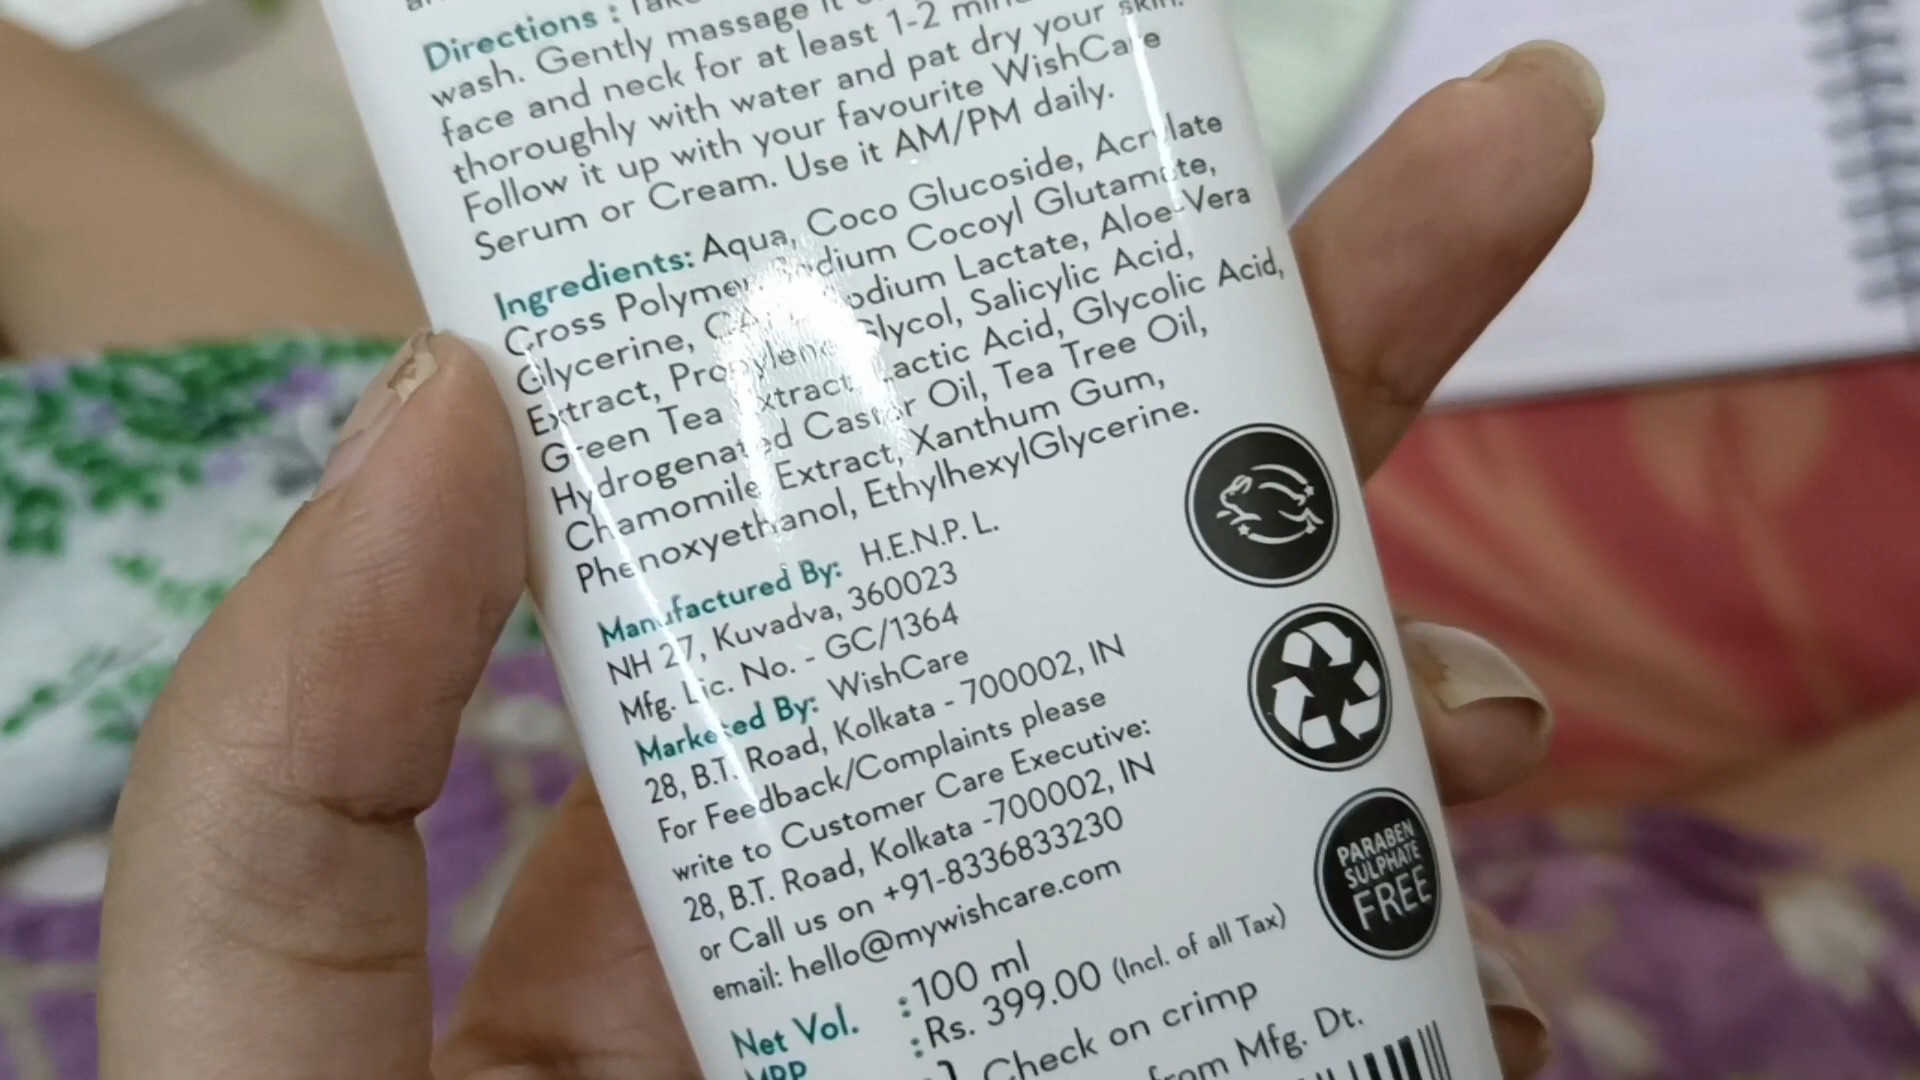 Directions :
wash. Gently massage it
face and neck for at least 1-2
thoroughly with water and pat dry your skin.
Follow it up with your favourite WishCare
Serum or Cream. Use it AM/PM daily.
Ingredients: Aqua, Coco Glucoside, Acrylate
Cross Polymer, Sodium Cocoyl Glutamate,
Glycerine, Sodium Lactate, Aloe Vera
Extract, Propylene Glycol, Salicylic Acid,
Green Tea Extract, Lactic Acid, Glycolic Acid,
Hydrogenated Castor Oil, Tea Tree Oil,
Chamomile Extract, Xanthum Gum,
Phenoxyethanol, EthylhexylGlycerine.
Manufactured By: H.E.N.P. L.
NH 27, Kuvadva, 360023
Mfg. Lic. No. - GC/1364
Marketed By: WishCare
28, B.T. Road, Kolkata - 700002, IN
For Feedback/Complaints please
write to Customer Care Executive:
28, B.T. Road, Kolkata -700002, IN
or Call us on +91-8336833230
email: hello@mywishcare.com
Net Vol. : 100 ml
MRP : Rs. 399.00 (Incl. of all Tax)
Check on crimp
from Mfg. Dt.
PARABEN
SULPHATE
FREE